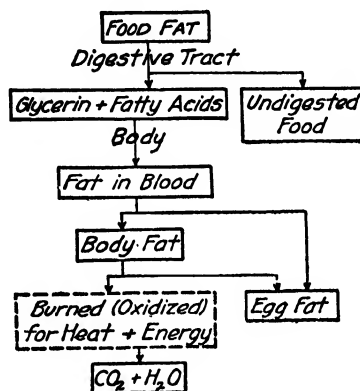 FOOD FAT
Digestive Tract
Glycerin + Fatty Acids
Undigested
Food
Body
Fat in Blood
Body Fat
Burned (Oxidized)
for Heat + Energy
Egg Fat
CO₂ + H₂O